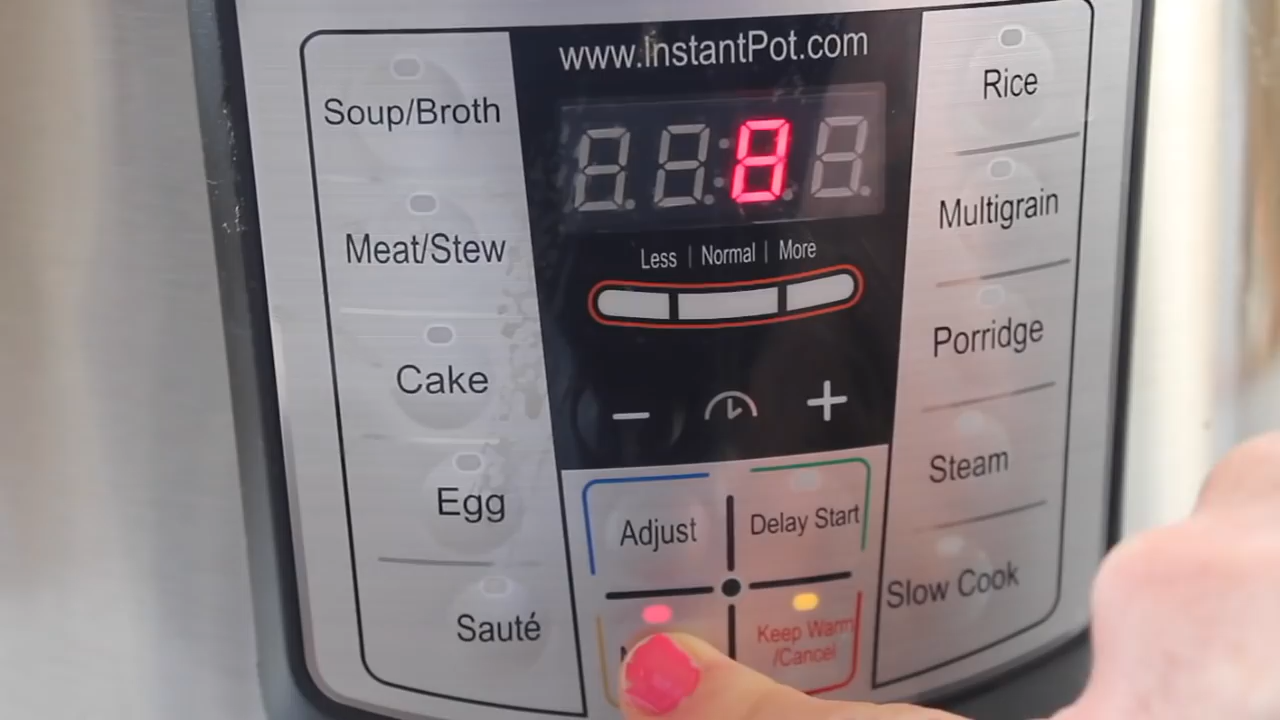 www.InstantPot.com
8
Less | Normal | More
− +
Soup/Broth
Meat/Stew
Cake
Egg
Sauté
Adjust
Delay Start
Keep Warm
/Cancel
Rice
Multigrain
Porridge
Steam
Slow Cook